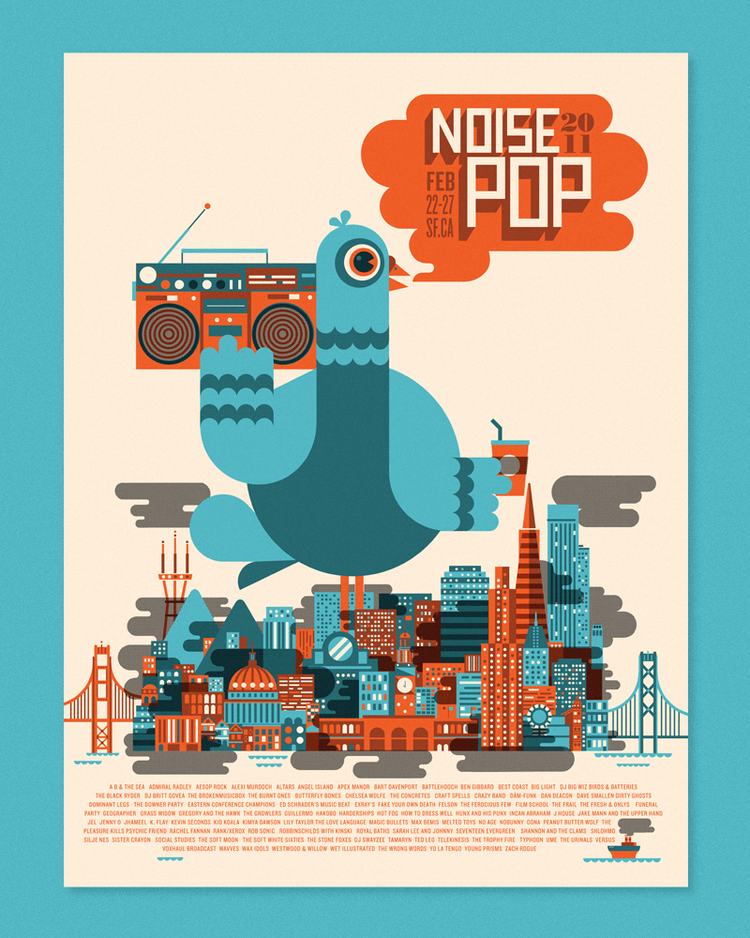 NOISE 2011
POP
FEB
22-27
SF.CA
A B & THE SEA ADMIRAL RADLEY AESOP ROCK ALEXI MURDOCH ALTARS ANGEL ISLAND APEX MANOR BART DAVENPORT BATTLEHOOCH BEN GIBBARD BEST COAST BIG LIGHT DJ BIG WIZ BIRDS & BATTERIES
THE BLACK RYDER DJ BRITT GOVEA THE BROKENMUSICBOX THE BURNT ONES BUTTERFLY BONES CHELSEA WOLFE THE CONCRETES CRAFT SPELLS CRAZY BAND DÂM-FUNK DAN DEACON DAVE SMALLEN DIRTY GHOSTS
DOMINANT LEGS THE DOWNER PARTY EASTERN CONFERENCE CHAMPIONS ED SCHRADER'S MUSIC BEAT EXRAY'S FAKE YOUR OWN DEATH FELSON THE FEROCIOUS FEW FILM SCHOOL THE FRAIL THE FRESH & ONLYS FUNERAL
PARTY GEOGRAPHER GRASS WIDOW GREGORY AND THE HAWK THE GROWLERS GUILLERMO HANOBO HARDERSHIPS HOT FOG HOW TO DRESS WELL HUNX AND HIS PUNX J HOUSE JAKE MANN AND THE UPPER HAND
JEL JENNY O JHAMEEL K. FLAY KEVIN SECONDS KID KOALA KIMYA DAWSON LILY TAYLOR THE LOVE LANGUAGE MAGIC BULLETS MAX BEMIS MELTED TOYS NO AGE NOBUNNY OONA PEANUT BUTTER WOLF THE
PLEASURE KILLS PSYCHIC FRIEND RACHEL FANNAN RANK/XEROX ROB SONIC ROBBINSCHILDS WITH KINSKI ROYAL BATHS SARAH LEE AND JOHNNY SEVENTEEN EVERGREEN SHANNON AND THE CLAMS SHLOHMO
SILJE NES SISTER CRAYON SOCIAL STUDIES THE SOFT MOON THE SOFT WHITE SIXTIES THE STONE FOXES DJ SWAYZEE TAMARYN TED LEO TELEKINESIS THE TROPHY FIRE TYPHOON UME THE URINALS VERSUS
VOXHAUL BROADCAST WAVVES WAX IDOLS WESTWOOD & WILLOW WET ILLUSTRATED THE WRONG WORDS YO LA TENGO YOUNG PRISMS ZACH ROGUE